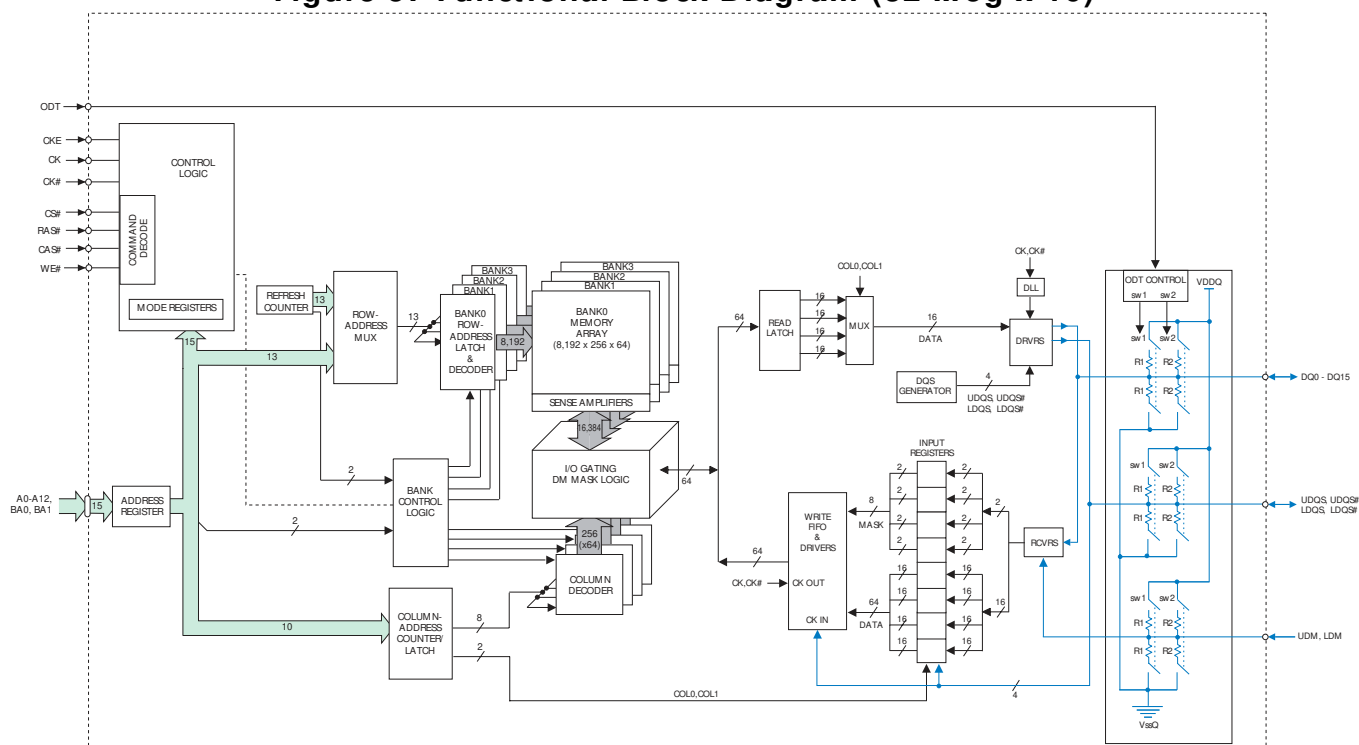 ODT
CKE
CK
CK#
CS#
RAS#
CAS#
WE#
CONTROL
LOGIC
COMMAND
DECODE
MODE REGISTERS
15
REFRESH
COUNTER
13
13
ROW-
ADDRESS
MUX
13
BANK3
BANK2
BANK1
BANK0
ROW-
ADDRESS
LATCH
&
DECODER
8,192
BANK3
BANK2
BANK1
BANK0
MEMORY
ARRAY
(8,192 x 256 x 64)
SENSE AMPLIFIERS
16,384
I/O GATING
DM MASK LOGIC
64
256
(x64)
COLUMN
DECODER
A0-A12,
BA0, BA1
15
ADDRESS
REGISTER
2
2
BANK
CONTROL
LOGIC
10
COLUMN-
ADDRESS
COUNTER/
LATCH
8
2
COL0,COL1
64
READ
LATCH
16
16
16
16
COL0,COL1
MUX
16
DATA
CK,CK#
DLL
DRVRS
DQS
GENERATOR
4
UDQS, UDQS#
LDQS, LDQS#
INPUT
REGISTERS
64
CK,CK#
WRITE
FIFO
&
DRIVERS
CK OUT
CK IN
8
MASK
64
DATA
2
2
2
2
16
16
16
16
2
2
2
2
16
16
16
16
2
16
RCVRS
4
ODT CONTROL
sw1 sw2
VDDQ
sw1 sw2
R1 R2
R1 R2
sw1 sw2
R1 R2
R1 R2
sw1 sw2
R1 R2
R1 R2
VssQ
DQ0 - DQ15
UDQS, UDQS#
LDQS, LDQS#
UDM, LDM